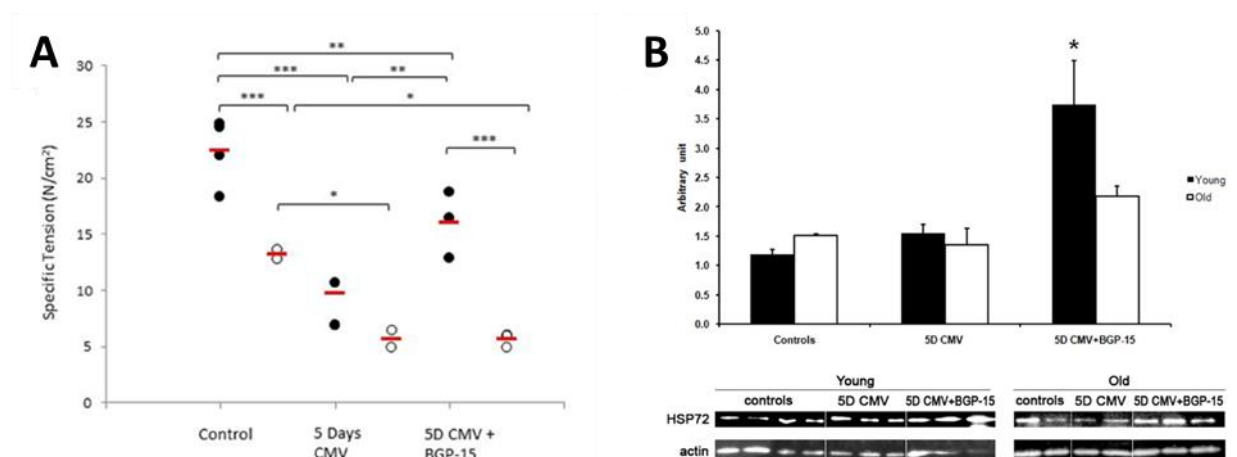 A
**
***
**
***
*
***
*
Specific Tension (N/cm²)
30
25
20
15
10
5
0
Control
5 Days
CMV
5D CMV +
BGP-15
B
*
Arbitrary unit
5.0
4.5
4.0
3.5
3.0
2.5
2.0
1.5
1.0
0.5
0.0
Controls
5D CMV
5D CMV+BGP-15
Young
Old
Young
Old
controls
5D CMV
5D CMV+BGP-15
controls
5D CMV
5D CMV+BGP-15
HSP72
actin